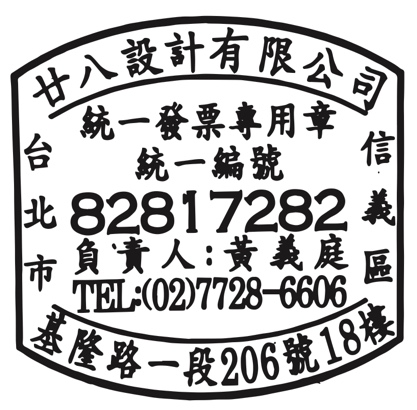 廿八設計有限公司
統一發票專用章
統一編號
82817282
負責人:黃義庭
TEL:(02)7728-6606
台北市
信義區
基隆路一段206號18樓